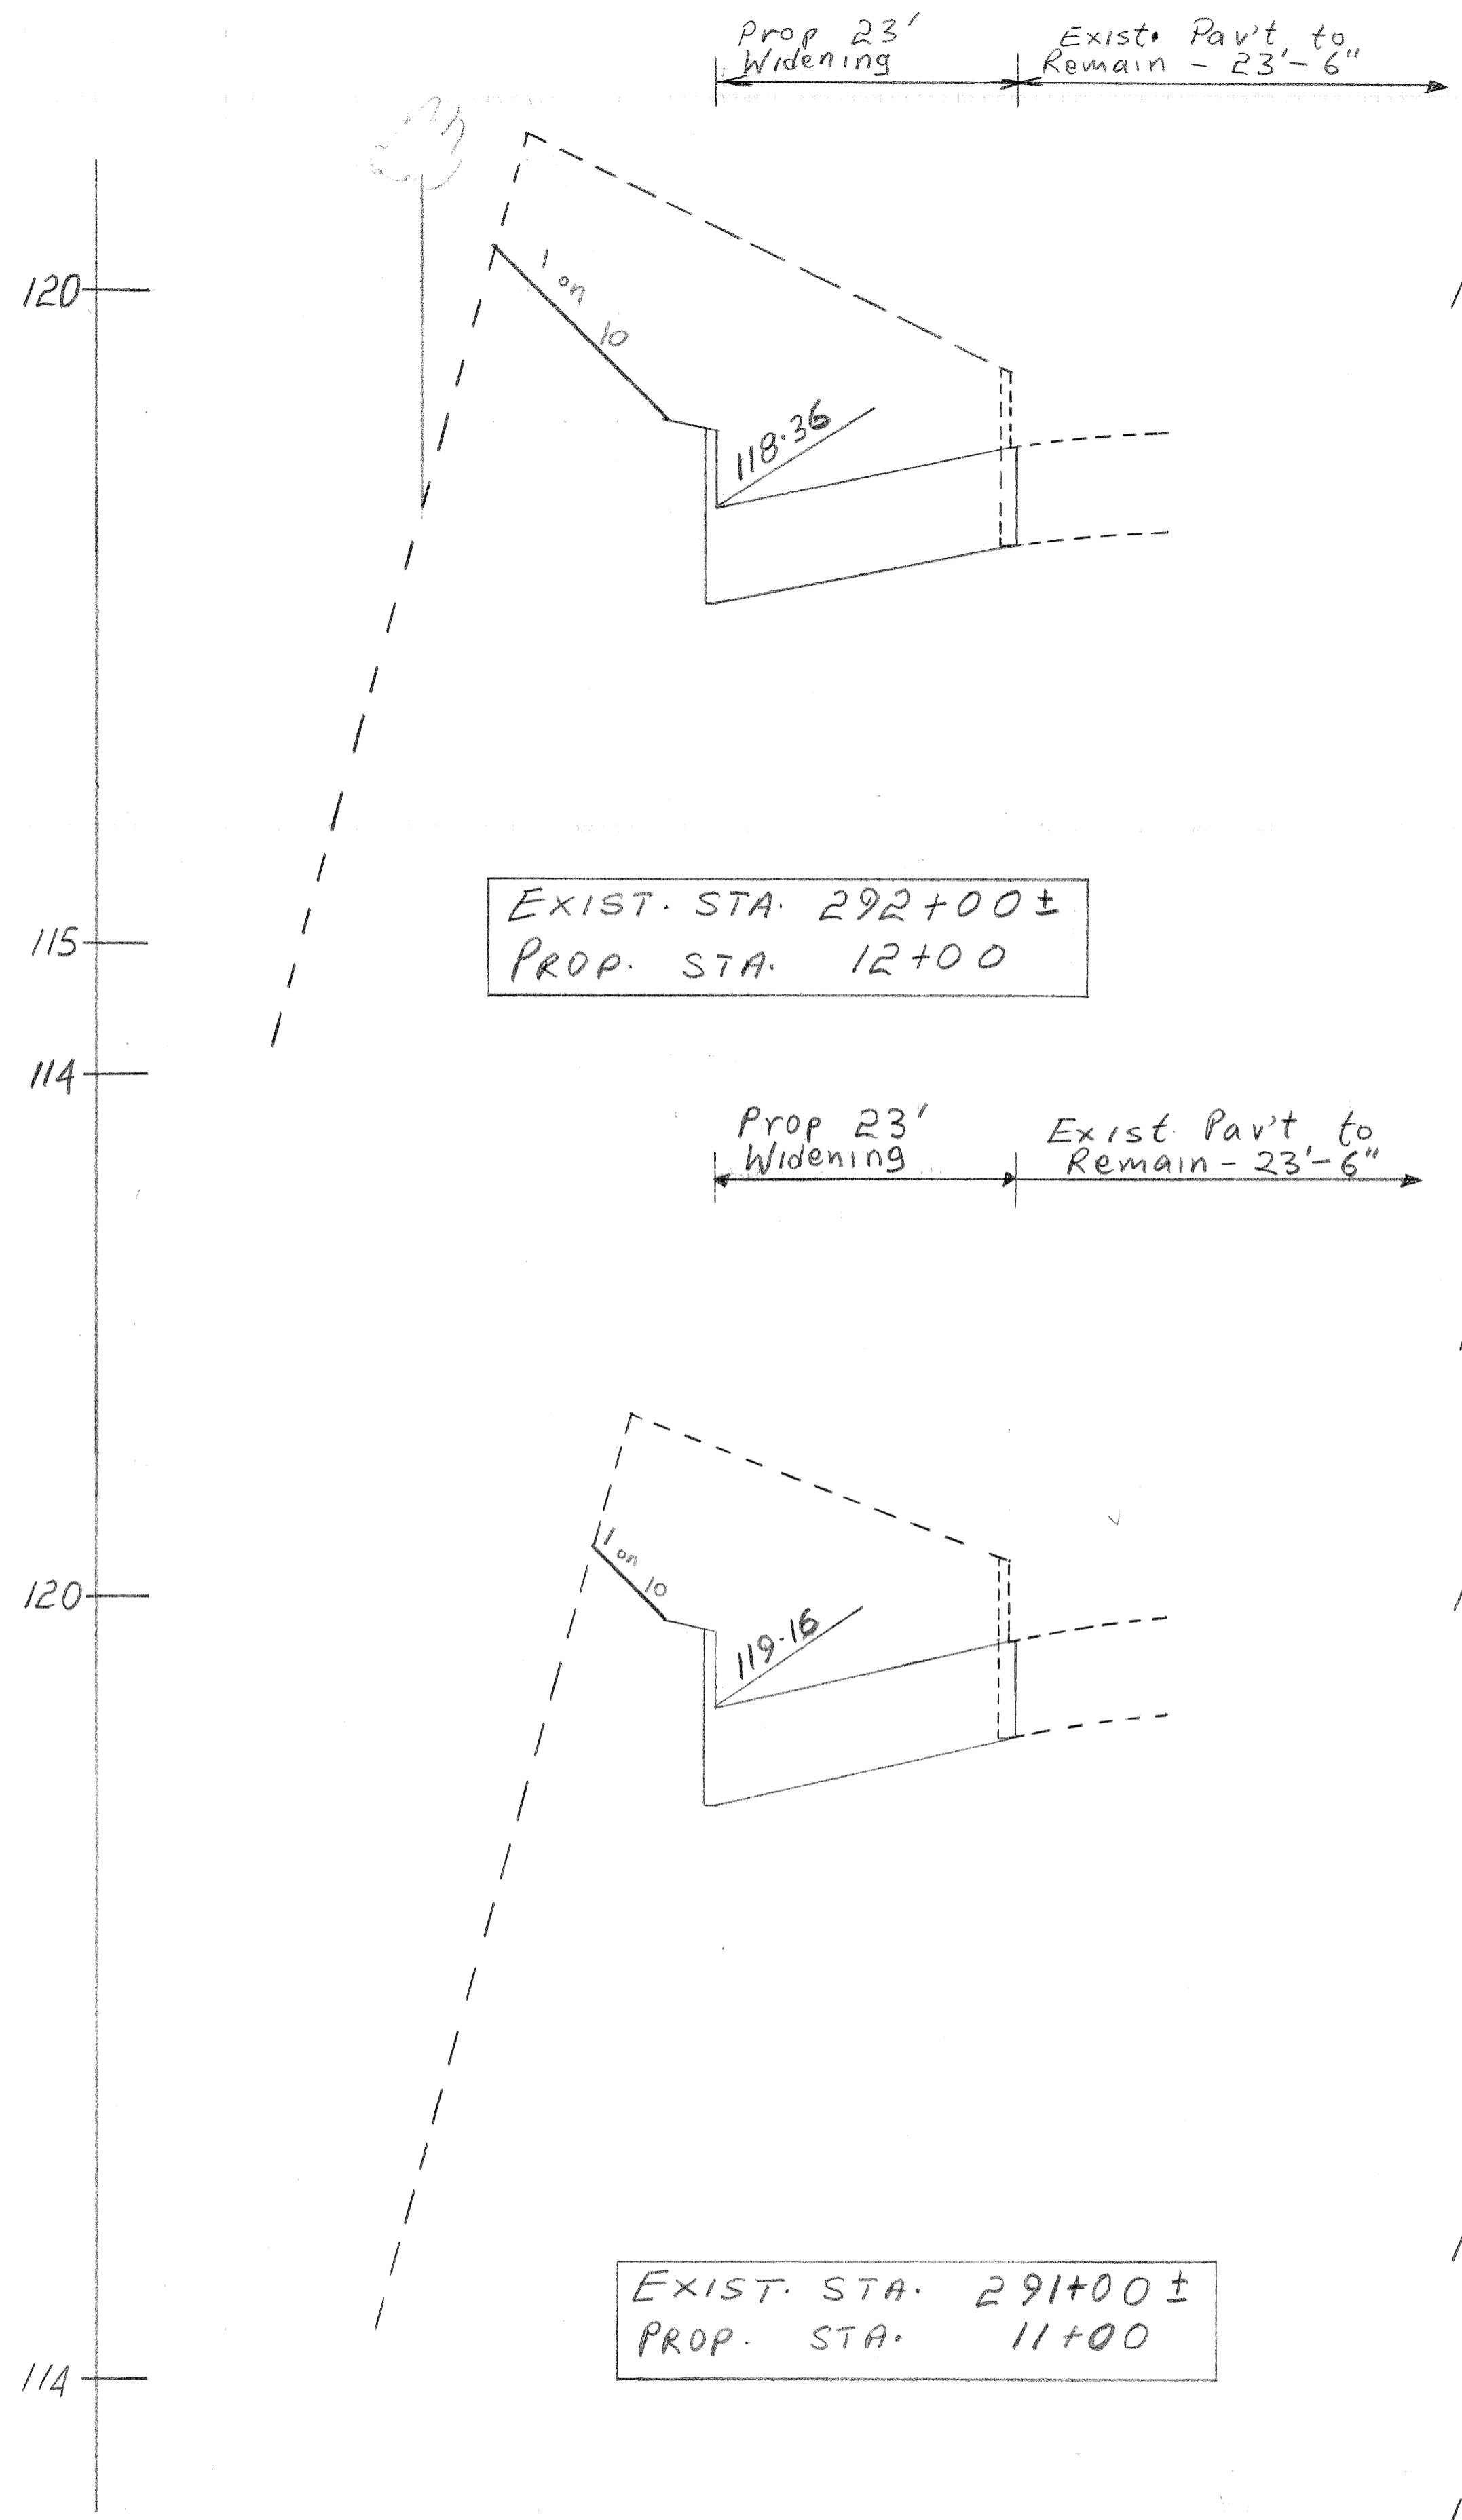 Prop 23'
Widening
Exist. Pav't to
Remain - 23'-6"
120
1 on 10
118.36
EXIST. STA. 292+00±
PROP. STA. 12+00
115
114
Prop 23'
Widening
Exist. Pav't to
Remain - 23'-6"
1 on 10
120
119.16
EXIST. STA. 291+00±
PROP. STA. 11+00
114